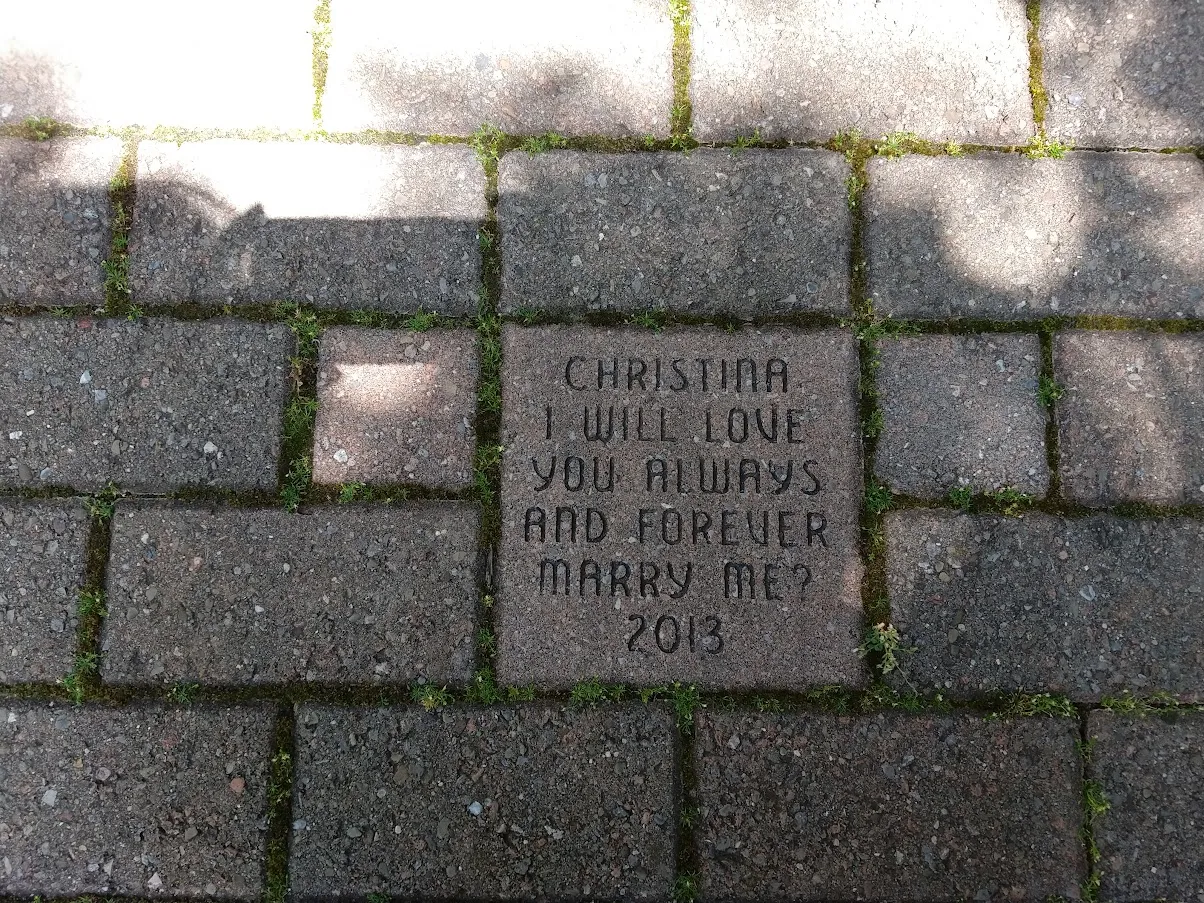 CHRISTINA
I WILL LOVE
YOU ALWAYS
AND FOREVER
MARRY ME?
2013